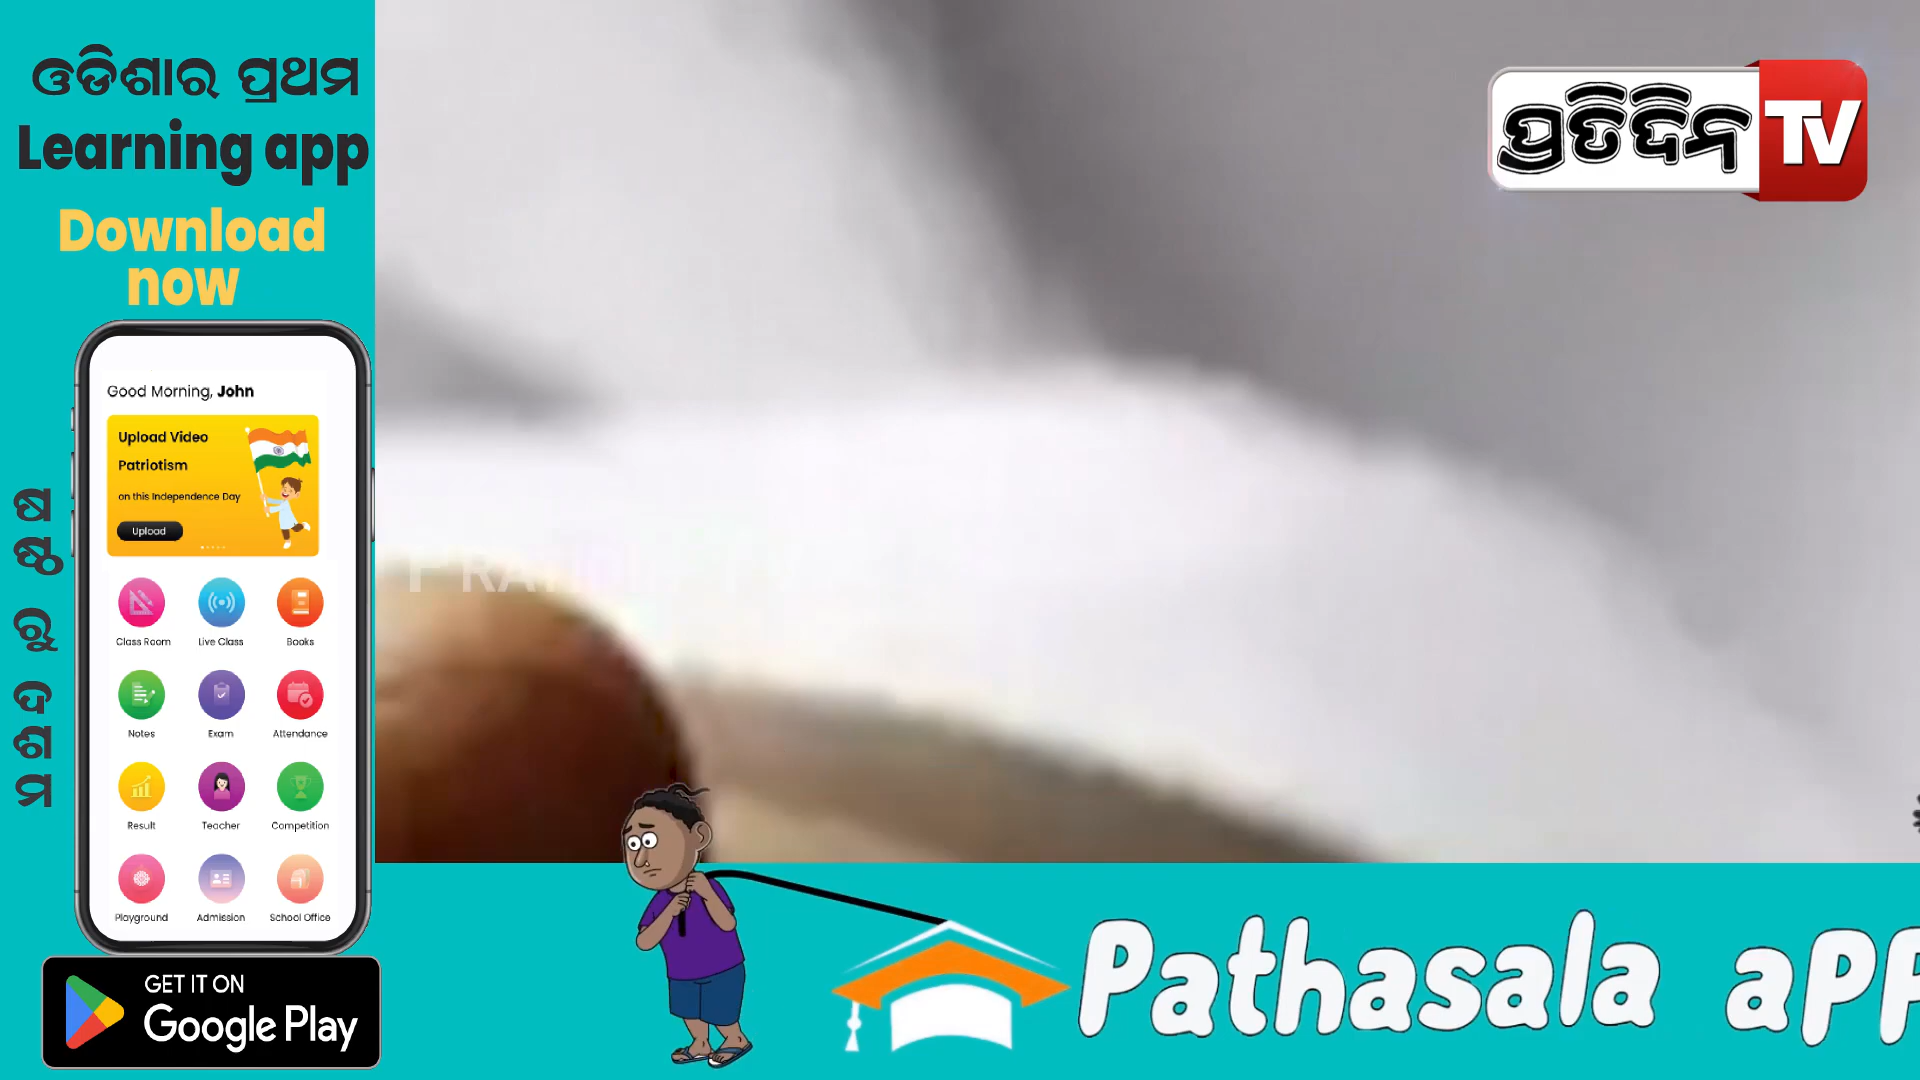 ଓଡିଶାର ପ୍ରଥମ
Learning app
Download
now
Good Morning, John
Upload Video
Patriotism
on this Independence Day
Upload
Class Room
Live Class
Books
Notes
Exam
Attendance
Result
Teacher
Competition
Playground
Admission
School Office
ଷଷ୍ଠ ରୁ ଦଶମ
GET IT ON
Google Play
ପ୍ରତିଦିନ TV
Pathasala aPP